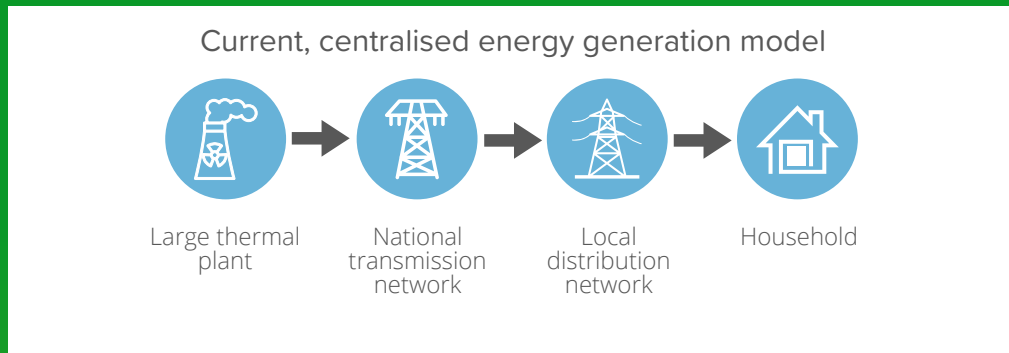 Current, centralised energy generation model
Large thermal
plant
National
transmission
network
Local
distribution
network
Household